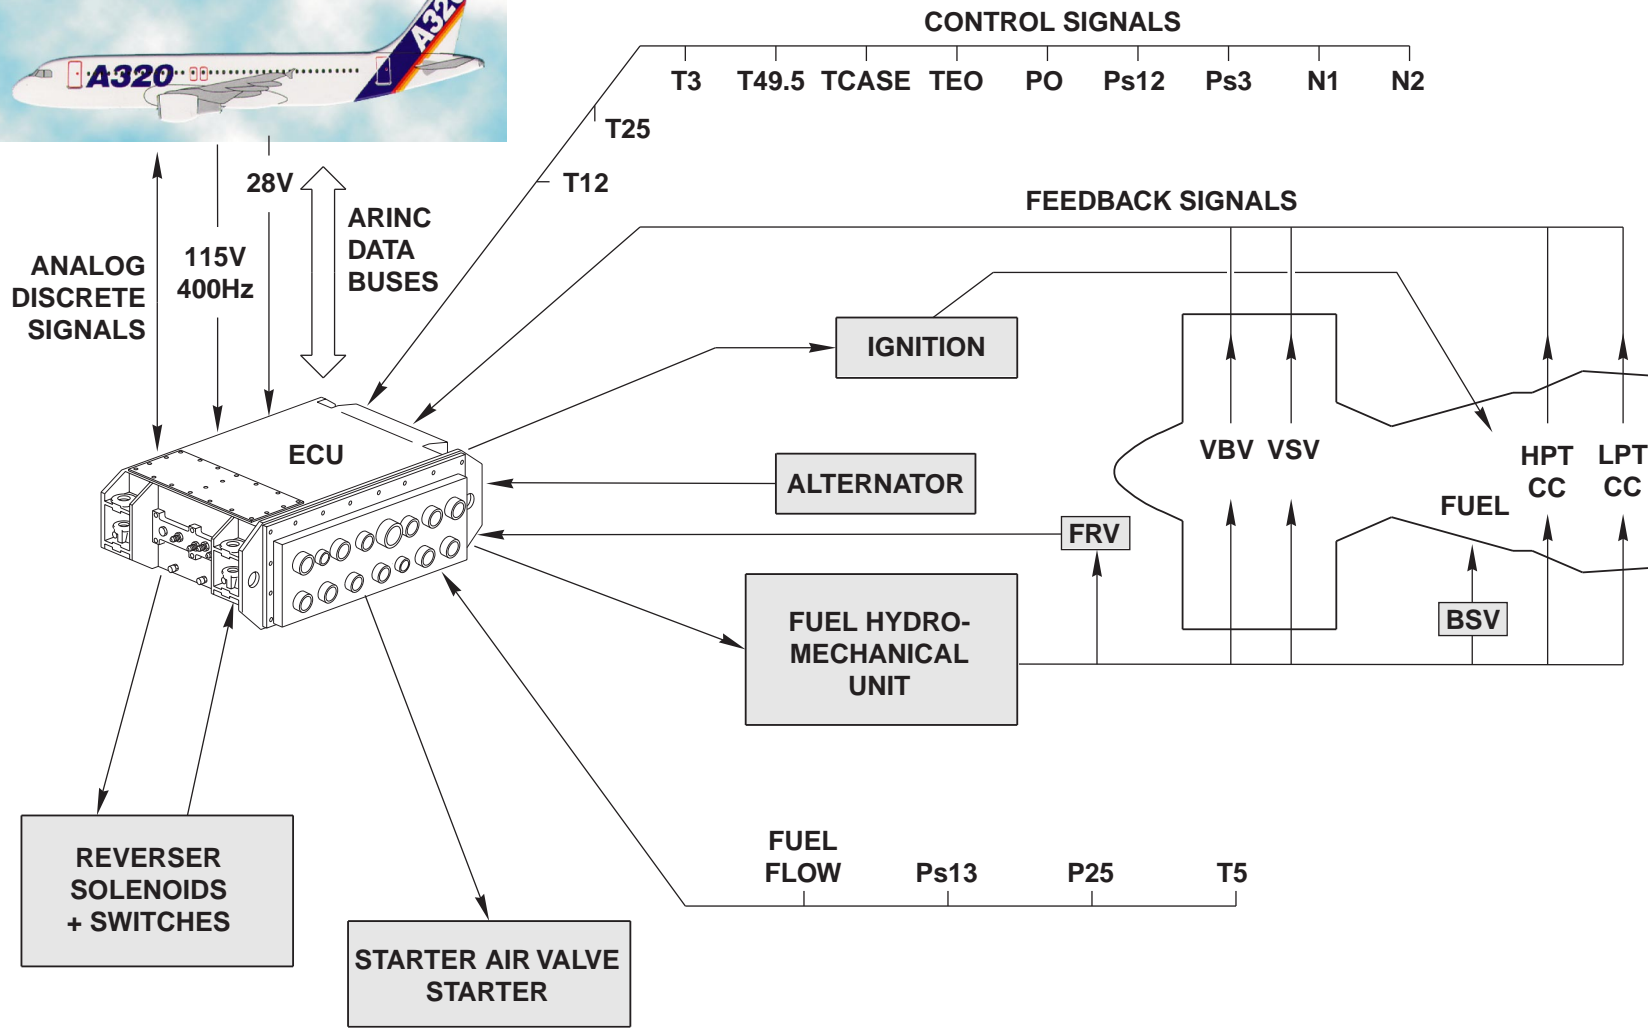 A320
A320
CONTROL SIGNALS
T3 T49.5 TCASE TEO PO Ps12 Ps3 N1 N2
T25
T12
28V
ARINC
DATA
BUSES
115V
400Hz
ANALOG
DISCRETE
SIGNALS
FEEDBACK SIGNALS
IGNITION
ECU
ALTERNATOR
FRV
VBV VSV
HPT
CC
LPT
CC
FUEL
BSV
FUEL HYDRO-
MECHANICAL
UNIT
REVERSER
SOLENOIDS
+ SWITCHES
STARTER AIR VALVE
STARTER
FUEL
FLOW
Ps13
P25
T5